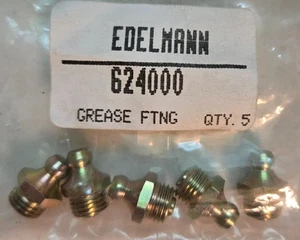 EDELMANN
624000
GREASE FTNG QTY. 5